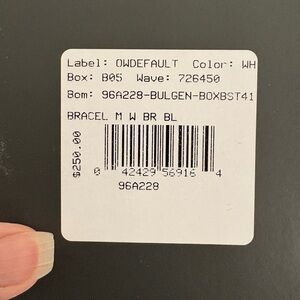 Label: OWDEFAULT Color: WH
Box: B05 Wave: 726450
Bom: 96A228-BULGEN-BOXBST41
BRACEL M W BR BL
$250.00
0 42429 56916 4
96A228